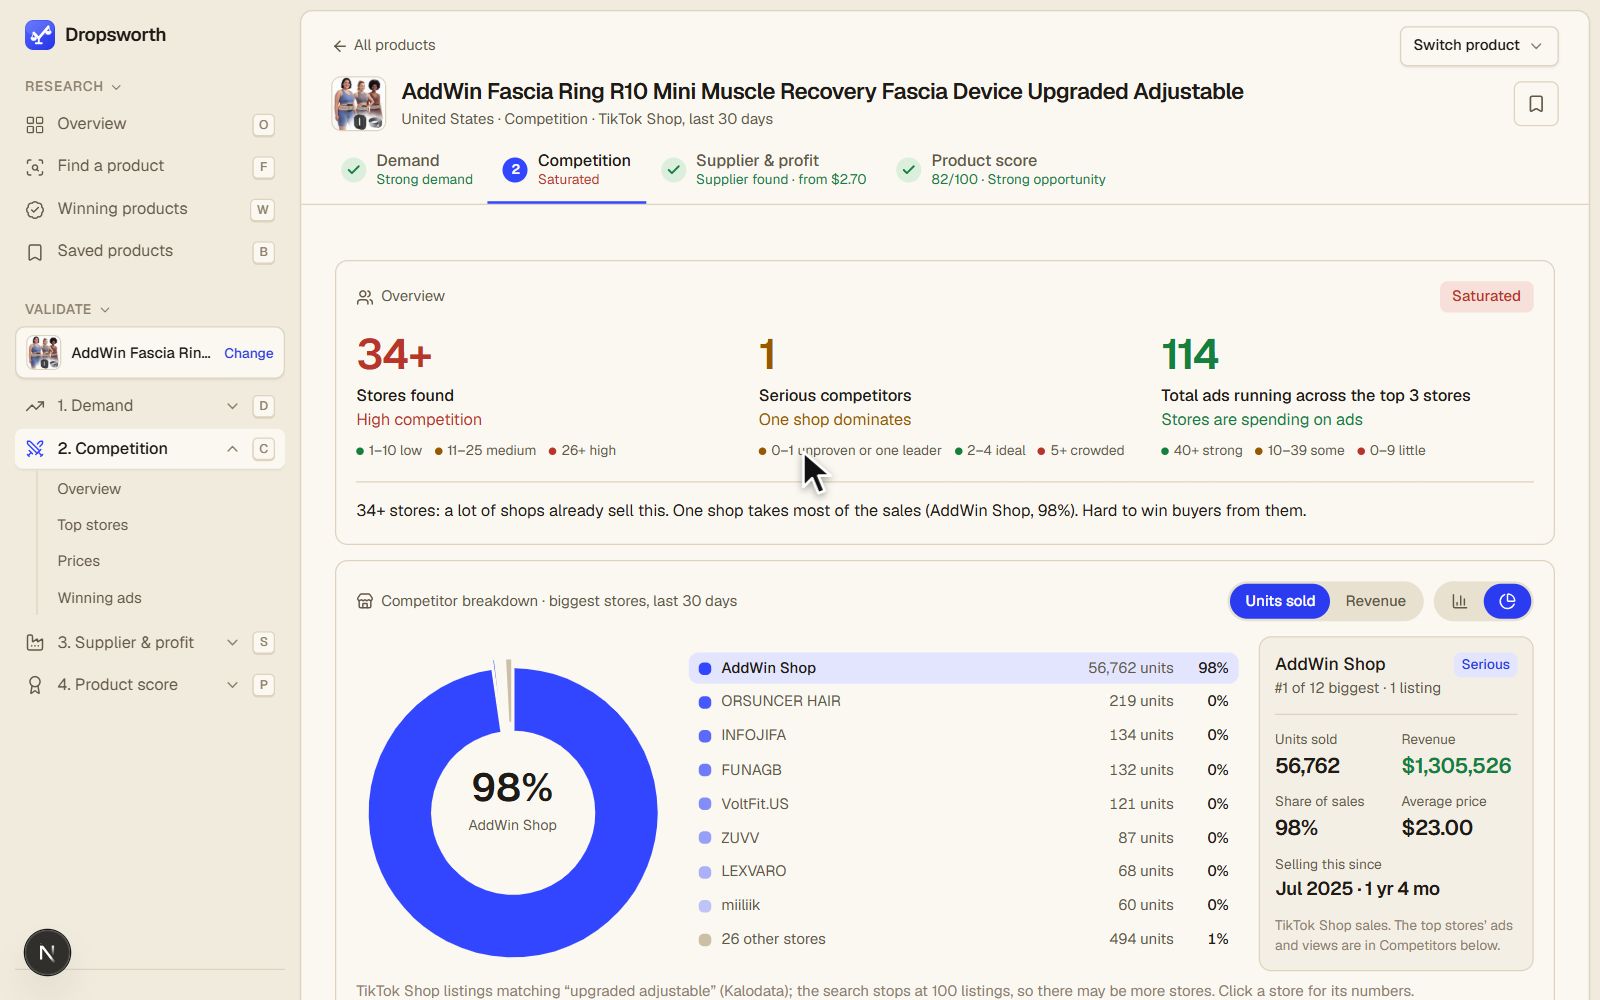 Dropsworth
RESEARCH
Overview O
Find a product F
Winning products W
Saved products B
VALIDATE
AddWin Fascia Rin... Change
1. Demand D
2. Competition C
Overview
Top stores
Prices
Winning ads
3. Supplier & profit S
4. Product score P
N
All products
Switch product
AddWin Fascia Ring R10 Mini Muscle Recovery Fascia Device Upgraded Adjustable
United States · Competition · TikTok Shop, last 30 days
Demand
Strong demand
2 Competition
Saturated
Supplier & profit
Supplier found · from $2.70
Product score
82/100 · Strong opportunity
Overview
Saturated
34+
Stores found
High competition
1–10 low 11–25 medium 26+ high
1
Serious competitors
One shop dominates
0–1 unproven or one leader 2–4 ideal 5+ crowded
114
Total ads running across the top 3 stores
Stores are spending on ads
40+ strong 10–39 some 0–9 little
34+ stores: a lot of shops already sell this. One shop takes most of the sales (AddWin Shop, 98%). Hard to win buyers from them.
Competitor breakdown · biggest stores, last 30 days
Units sold Revenue
98%
AddWin Shop
AddWin Shop 56,762 units 98%
ORSUNCER HAIR 219 units 0%
INFOJIFA 134 units 0%
FUNAGB 132 units 0%
VoltFit.US 121 units 0%
ZUVV 87 units 0%
LEXVARO 68 units 0%
miiliik 60 units 0%
26 other stores 494 units 1%
AddWin Shop Serious
#1 of 12 biggest · 1 listing
Units sold Revenue
56,762 $1,305,526
Share of sales Average price
98% $23.00
Selling this since
Jul 2025 · 1 yr 4 mo
TikTok Shop sales. The top stores’ ads
and views are in Competitors below.
TikTok Shop listings matching “upgraded adjustable” (Kalodata); the search stops at 100 listings, so there may be more stores. Click a store for its numbers.